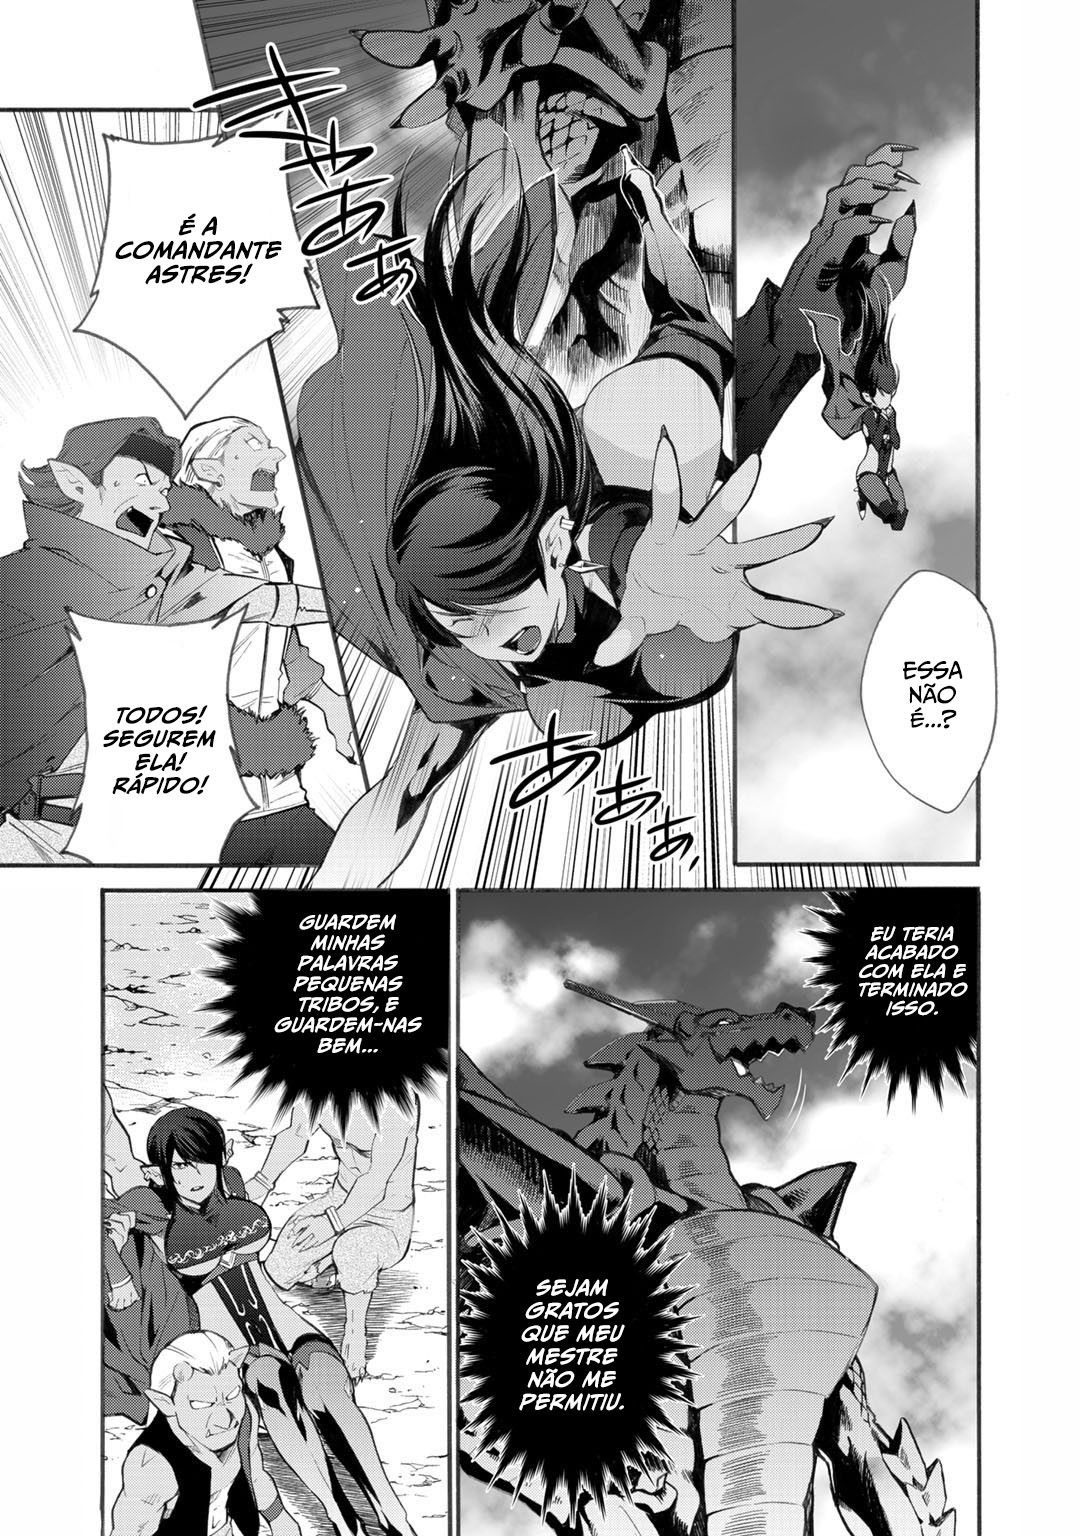 ESSA
NÃO
É...?
きゃ
ああぁ
ああぁ、
É A
COMANDANTE
ASTRES!
TODOS!
SEGUREM
ELA!
RÁPIDO!
EU TERIA
ACABADO
COM ELA E
TERMINADO
ISSO.
SEJAM
GRATOS
QUE MEU
MESTRE
NÃO ME
PERMITIU.
GUARDEM
MINHAS
PALAVRAS
PEQUENAS
TRIBOS, E
GUARDEM-NAS
BEM...